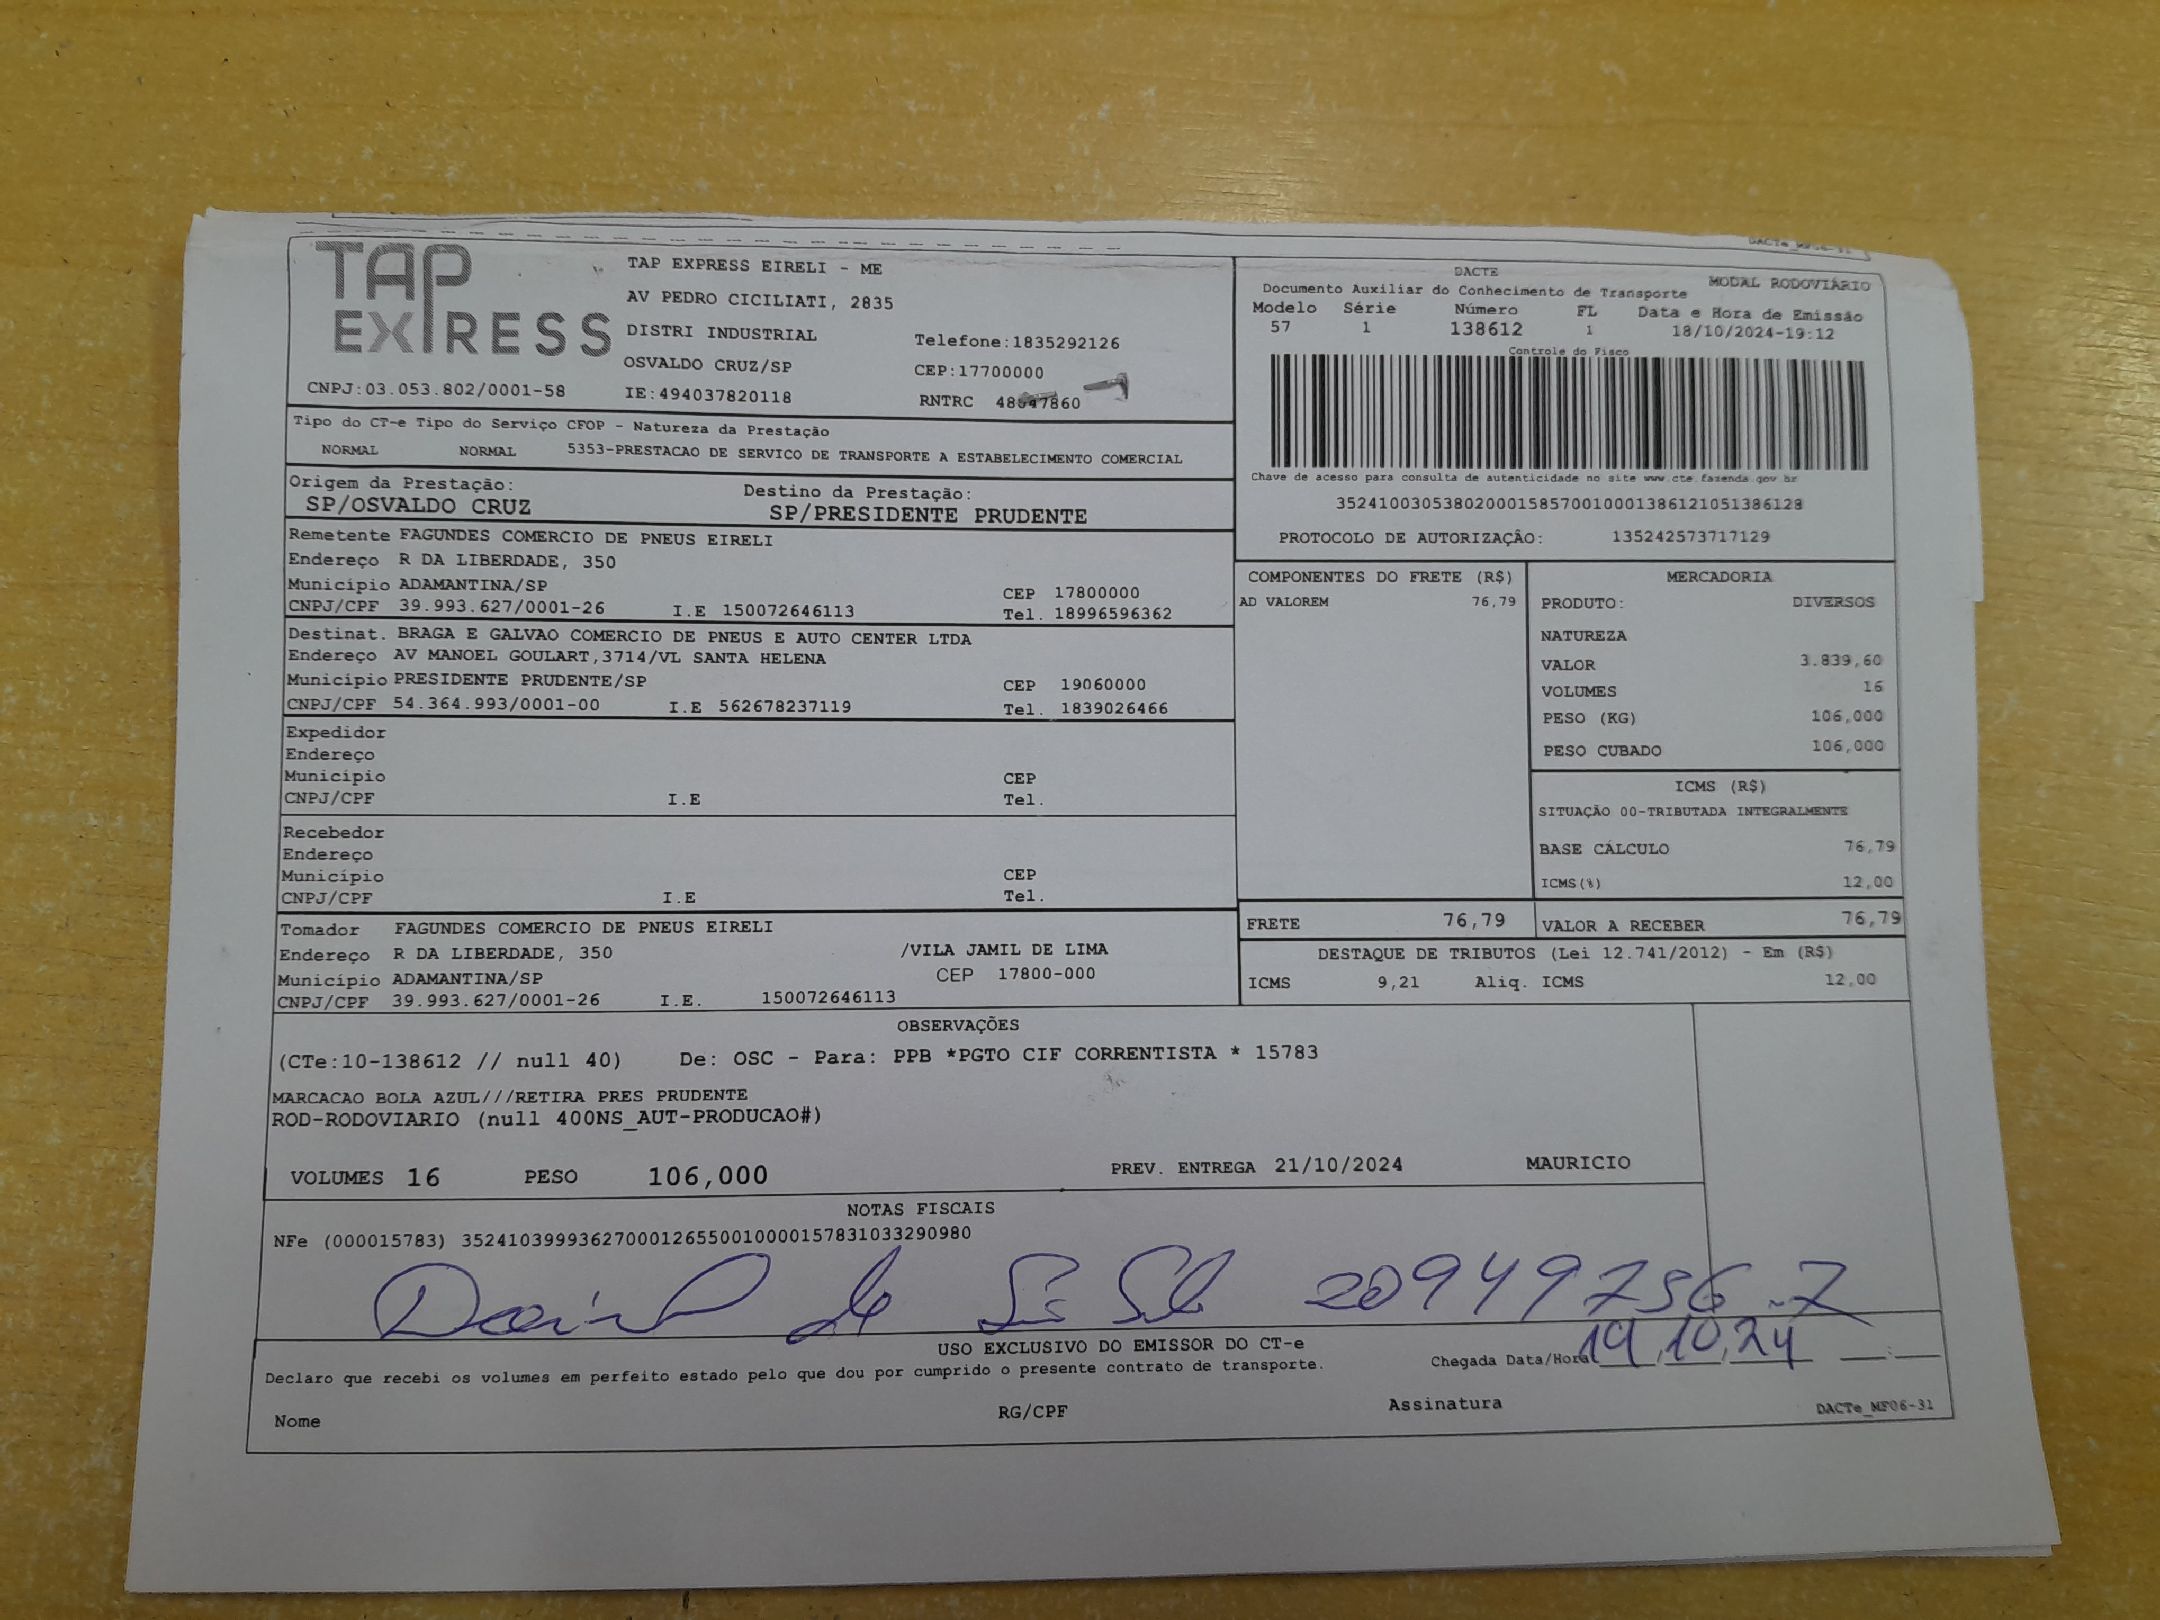 TAP EXPRESS
TAP EXPRESS EIRELI - ME
AV PEDRO CICILIATI, 2835
DISTRI INDUSTRIAL Telefone:1835292126
OSVALDO CRUZ/SP CEP:17700000
CNPJ:03.053.802/0001-58 IE:494037820118 RNTRC 48047860
DACTE MODAL RODOVIÁRIO
Documento Auxiliar do Conhecimento de Transporte
Modelo Série Número FL Data e Hora de Emissão
57 1 138612 1 18/10/2024-19:12
Controle do Fisco
Chave de acesso para consulta de autenticidade no site www.cte.fazenda.gov.br
35241003053802000158570010001386121051386128
PROTOCOLO DE AUTORIZAÇÃO: 135242573717129
Tipo do CT-e Tipo do Serviço CFOP - Natureza da Prestação
NORMAL NORMAL 5353-PRESTACAO DE SERVICO DE TRANSPORTE A ESTABELECIMENTO COMERCIAL
Origem da Prestação: Destino da Prestação:
SP/OSVALDO CRUZ SP/PRESIDENTE PRUDENTE
Remetente FAGUNDES COMERCIO DE PNEUS EIRELI
Endereço R DA LIBERDADE, 350
Município ADAMANTINA/SP CEP 17800000
CNPJ/CPF 39.993.627/0001-26 I.E 150072646113 Tel. 18996596362
Destinat. BRAGA E GALVAO COMERCIO DE PNEUS E AUTO CENTER LTDA
Endereço AV MANOEL GOULART,3714/VL SANTA HELENA
Município PRESIDENTE PRUDENTE/SP CEP 19060000
CNPJ/CPF 54.364.993/0001-00 I.E 562678237119 Tel. 1839026466
Expedidor
Endereço
Município CEP
CNPJ/CPF I.E Tel.
Recebedor
Endereço
Município CEP
CNPJ/CPF I.E Tel.
Tomador FAGUNDES COMERCIO DE PNEUS EIRELI
Endereço R DA LIBERDADE, 350 /VILA JAMIL DE LIMA
Município ADAMANTINA/SP CEP 17800-000
CNPJ/CPF 39.993.627/0001-26 I.E. 150072646113
COMPONENTES DO FRETE (R$)
AD VALOREM 76,79
MERCADORIA
PRODUTO: DIVERSOS
NATUREZA
VALOR 3.839,60
VOLUMES 16
PESO (KG) 106,000
PESO CUBADO 106,000
ICMS (R$)
SITUAÇÃO 00-TRIBUTADA INTEGRALMENTE
BASE CÁLCULO 76,79
ICMS(%) 12,00
FRETE 76,79 VALOR A RECEBER 76,79
DESTAQUE DE TRIBUTOS (Lei 12.741/2012) - Em (R$)
ICMS 9,21 Aliq. ICMS 12,00
OBSERVAÇÕES
(CTe:10-138612 // null 40) De: OSC - Para: PPB *PGTO CIF CORRENTISTA * 15783
MARCACAO BOLA AZUL///RETIRA PRES PRUDENTE
ROD-RODOVIARIO (null 400NS_AUT-PRODUCAO#)
VOLUMES 16 PESO 106,000 PREV. ENTREGA 21/10/2024 MAURICIO
NOTAS FISCAIS
NFe (000015783) 35241039993627000126550010000157831033290980
de 20949756-7
USO EXCLUSIVO DO EMISSOR DO CT-e
Declaro que recebi os volumes em perfeito estado pelo que dou por cumprido o presente contrato de transporte.
Chegada Data/Hora 19,10,24
Nome RG/CPF Assinatura DACTe_MF06-31